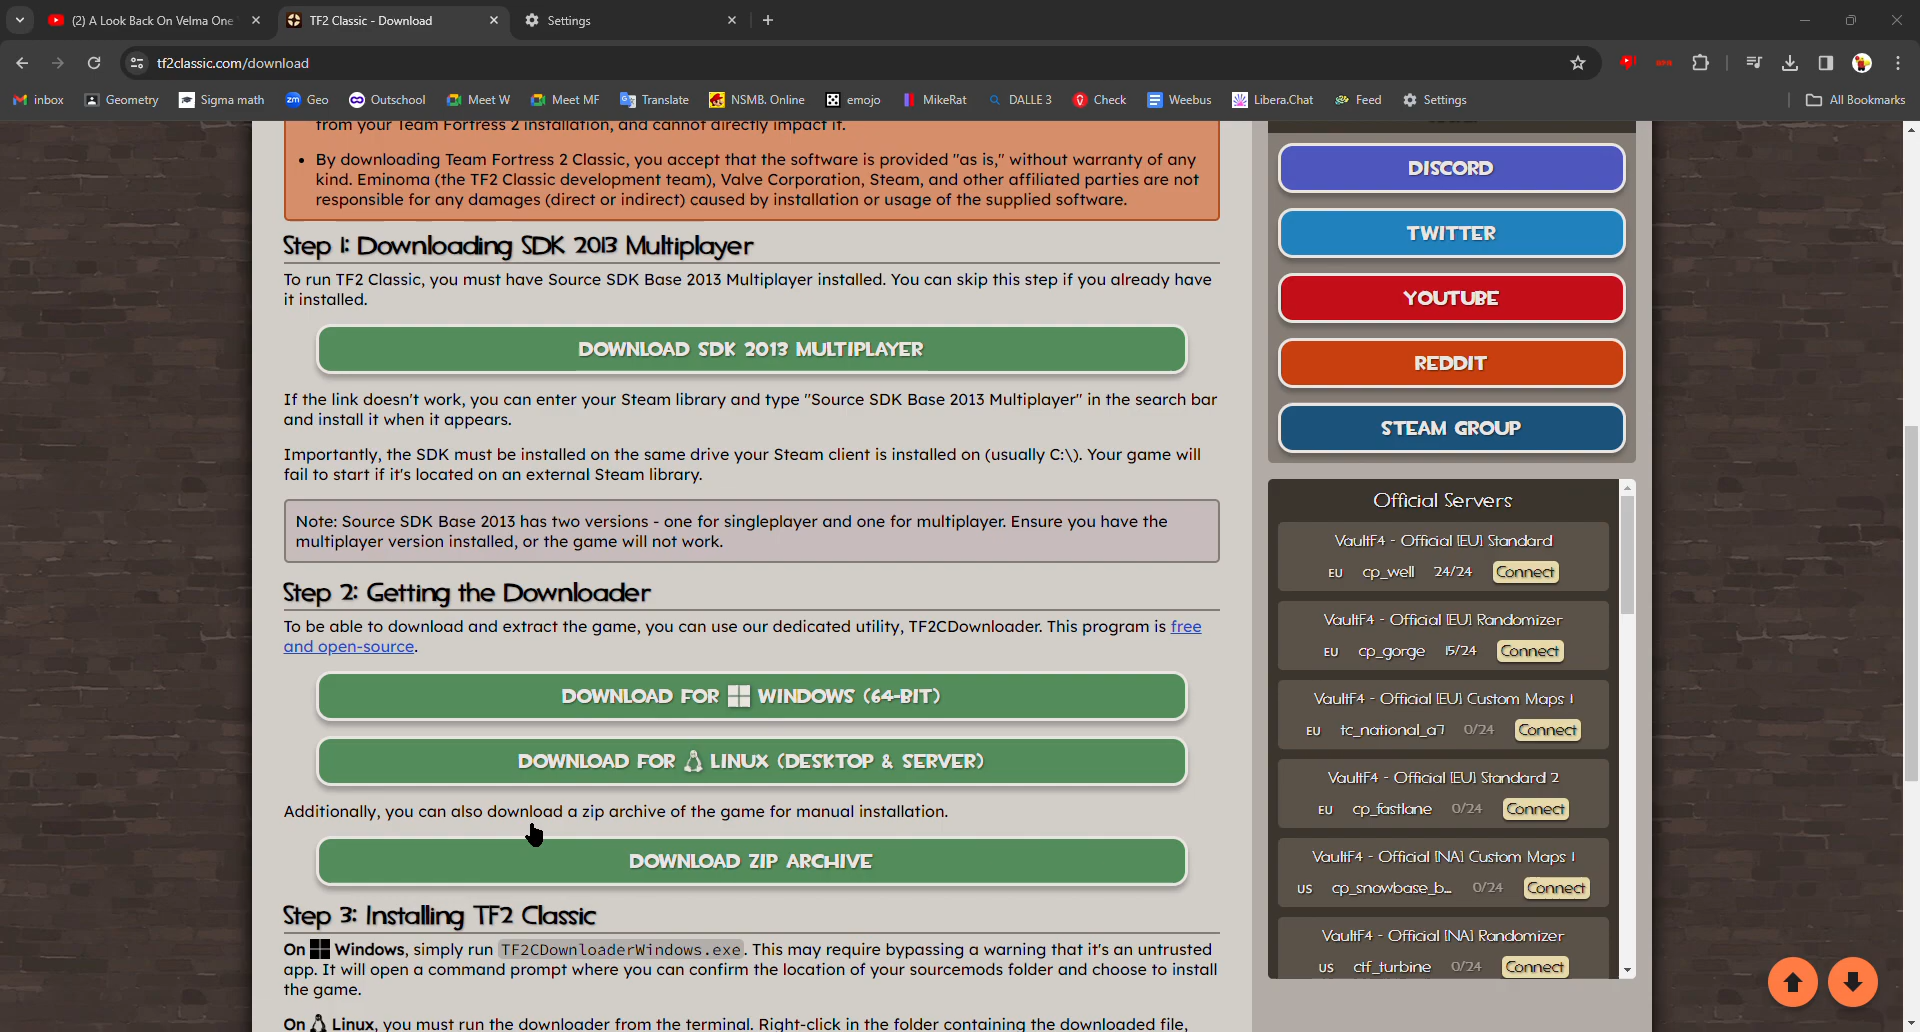 (2) A Look Back On Velma One
TF2 Classic - Download
Settings
tf2classic.com/download
inbox
Geometry
Sigma math
Geo
Outschool
Meet W
Meet MF
Translate
NSMB. Online
emojo
MikeRat
DALLE 3
Check
Weebus
Libera.Chat
Feed
Settings
All Bookmarks
from your Team Fortress 2 installation, and cannot directly impact it.
• By downloading Team Fortress 2 Classic, you accept that the software is provided "as is," without warranty of any
kind. Eminoma (the TF2 Classic development team), Valve Corporation, Steam, and other affiliated parties are not
responsible for any damages (direct or indirect) caused by installation or usage of the supplied software.
Step 1: Downloading SDK 2013 Multiplayer
To run TF2 Classic, you must have Source SDK Base 2013 Multiplayer installed. You can skip this step if you already have
it installed.
DOWNLOAD SDK 2013 MULTIPLAYER
If the link doesn't work, you can enter your Steam library and type "Source SDK Base 2013 Multiplayer" in the search bar
and install it when it appears.
Importantly, the SDK must be installed on the same drive your Steam client is installed on (usually C:\). Your game will
fail to start if it's located on an external Steam library.
Note: Source SDK Base 2013 has two versions - one for singleplayer and one for multiplayer. Ensure you have the
multiplayer version installed, or the game will not work.
Step 2: Getting the Downloader
To be able to download and extract the game, you can use our dedicated utility, TF2CDownloader. This program is free
and open-source.
DOWNLOAD FOR WINDOWS (64-BIT)
DOWNLOAD FOR LINUX (DESKTOP & SERVER)
Additionally, you can also download a zip archive of the game for manual installation.
DOWNLOAD ZIP ARCHIVE
Step 3: Installing TF2 Classic
On Windows, simply run TF2CDownloaderWindows.exe. This may require bypassing a warning that it's an untrusted
app. It will open a command prompt where you can confirm the location of your sourcemods folder and choose to install
the game.
On Linux, you must run the downloader from the terminal. Right-click in the folder containing the downloaded file,
DISCORD
TWITTER
YOUTUBE
REDDIT
STEAM GROUP
Official Servers
VaultF4 - Official [EU] Standard
EU cp_well 24/24 Connect
VaultF4 - Official [EU] Randomizer
EU cp_gorge 15/24 Connect
VaultF4 - Official [EU] Custom Maps 1
EU tc_national_a7 0/24 Connect
VaultF4 - Official [EU] Standard 2
EU cp_fastlane 0/24 Connect
VaultF4 - Official [NA] Custom Maps 1
US cp_snowbase_b... 0/24 Connect
VaultF4 - Official [NA] Randomizer
US ctf_turbine 0/24 Connect